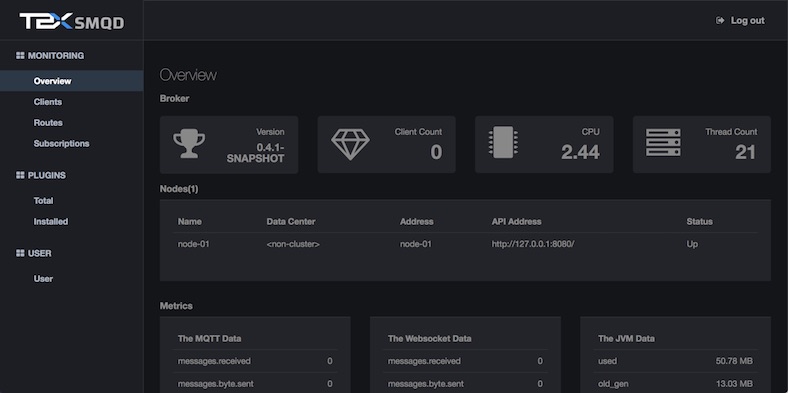 T2X SMQD
Log out
MONITORING
Overview
Clients
Routes
Subscriptions
PLUGINS
Total
Installed
USER
User
Overview
Broker
Version
0.4.1-
SNAPSHOT
Client Count
0
CPU
2.44
Thread Count
21
Nodes(1)
Name Data Center Address API Address Status
node-01 <non-cluster> node-01 http://127.0.0.1:8080/ Up
Metrics
The MQTT Data
messages.received 0
messages.byte.sent 0
The Websocket Data
messages.received 0
messages.byte.sent 0
The JVM Data
used 50.78 MB
old_gen 13.03 MB